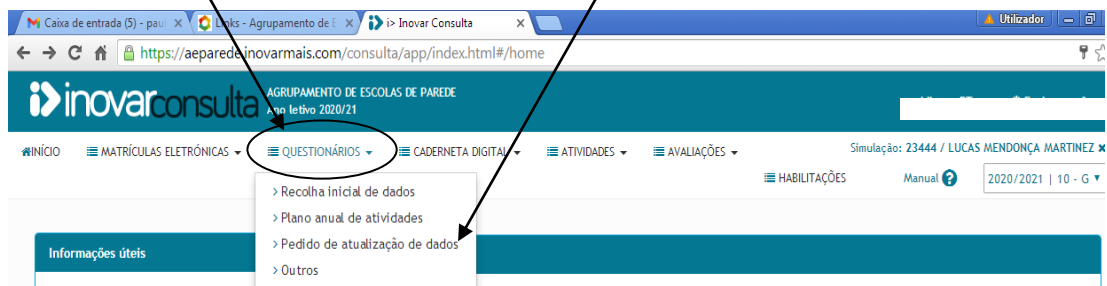 Caixa de entrada (5) - paul
Links - Agrupamento de E
i> Inovar Consulta
Utilizador
https://aeparede.inovarmais.com/consulta/app/index.html#/home
inovarconsulta
AGRUPAMENTO DE ESCOLAS DE PAREDE
Ano letivo 2020/21
INÍCIO
MATRÍCULAS ELETRÓNICAS
QUESTIONÁRIOS
CADERNETA DIGITAL
ATIVIDADES
AVALIAÇÕES
Simulação: 23444 / LUCAS MENDONÇA MARTINEZ
HABILITAÇÕES
Manual
2020/2021 | 10 - G
> Recolha inicial de dados
> Plano anual de atividades
> Pedido de atualização de dados
> Outros
Informações úteis